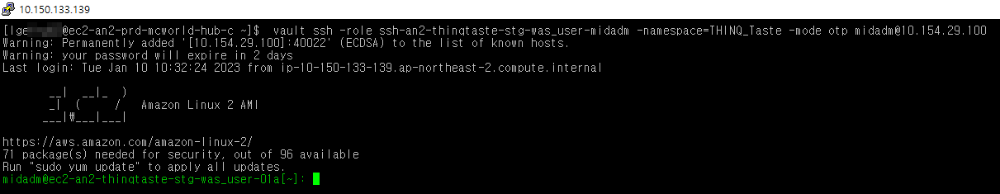 10.150.133.139
[lge@ec2-an2-prd-mcworld-hub-c ~]$ vault ssh -role ssh-an2-thinqtaste-stg-was_user-midadm -namespace=THINQ_Taste -mode otp midadm@10.154.29.100
Warning: Permanently added '[10.154.29.100]:40022' (ECDSA) to the list of known hosts.
Warning: your password will expire in 2 days
Last login: Tue Jan 10 10:32:24 2023 from ip-10-150-133-139.ap-northeast-2.compute.internal
__|  __|_  )
_|  (     /   Amazon Linux 2 AMI
___|₩___|___|
https://aws.amazon.com/amazon-linux-2/
71 package(s) needed for security, out of 96 available
Run "sudo yum update" to apply all updates.
midadm@ec2-an2-thinqtaste-stg-was_user-01a[~]: